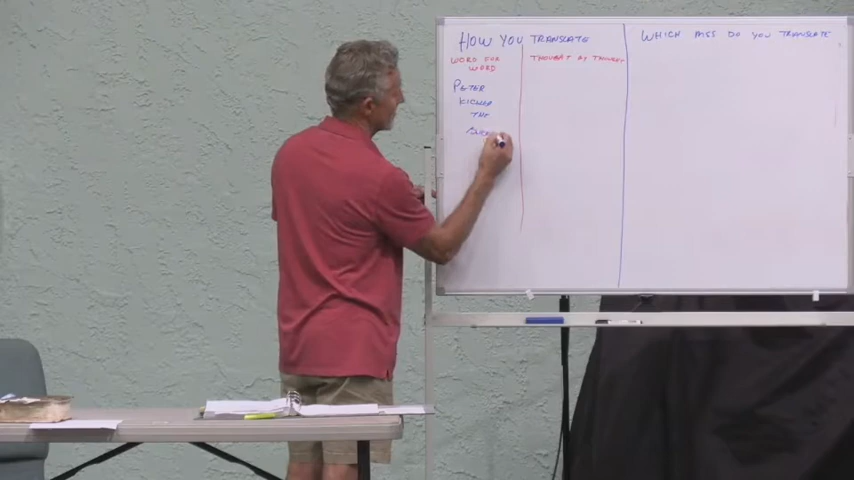 HOW YOU TRANSLATE
WHICH MSS DO YOU TRANSLATE
WORD FOR
WORD
THOUGHT BY THOUGHT
PETER
KICKED
THE